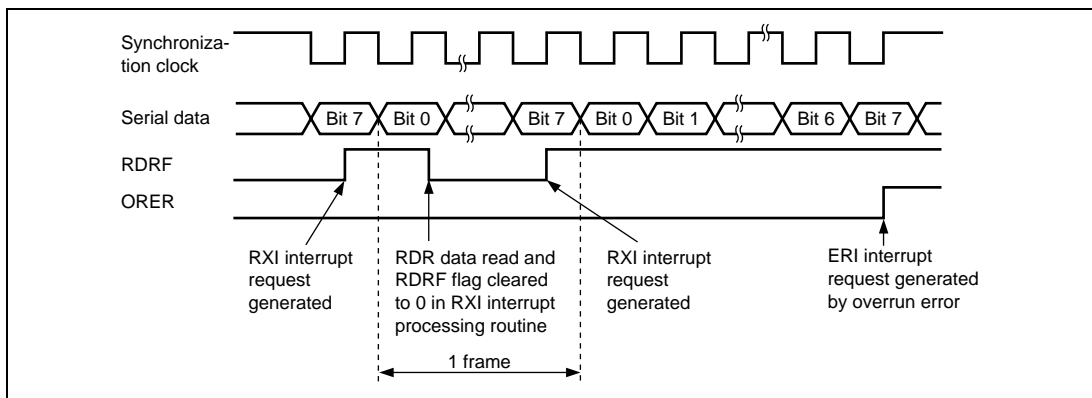 Synchroniza-
tion clock
Serial data
Bit 7 Bit 0 Bit 7 Bit 0 Bit 1 Bit 6 Bit 7
RDRF
ORER
RXI interrupt
request
generated
RDR data read and
RDRF flag cleared
to 0 in RXI interrupt
processing routine
RXI interrupt
request
generated
ERI interrupt
request generated
by overrun error
1 frame